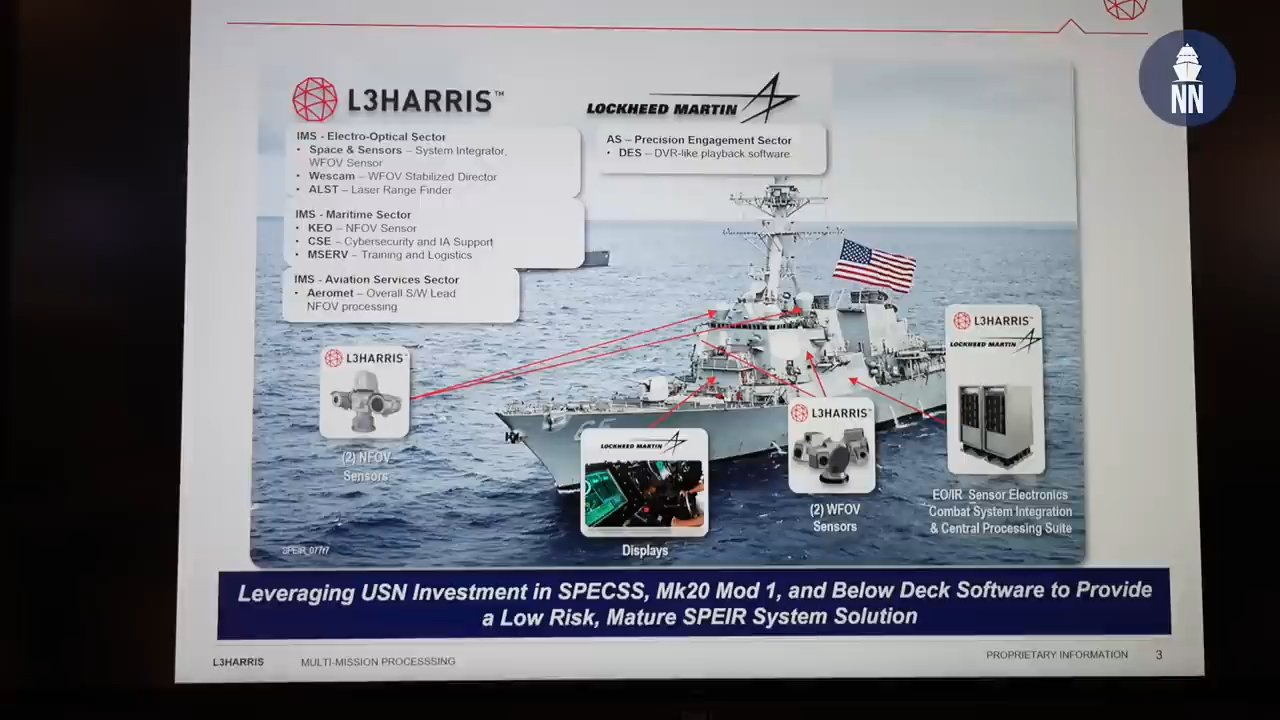 NN
L3HARRIS™
LOCKHEED MARTIN
IMS - Electro-Optical Sector
• Space & Sensors – System Integrator,
WFOV Sensor
• Wescam – WFOV Stabilized Director
• ALST – Laser Range Finder
AS – Precision Engagement Sector
• DES – DVR-like playback software
IMS - Maritime Sector
• KEO – NFOV Sensor
• CSE – Cybersecurity and IA Support
• MSERV – Training and Logistics
IMS - Aviation Services Sector
• Aeromet – Overall S/W Lead
NFOV processing
L3HARRIS
(2) NFOV
Sensors
LOCKHEED MARTIN
Displays
L3HARRIS™
(2) WFOV
Sensors
L3HARRIS
LOCKHEED MARTIN
EO/IR Sensor Electronics
Combat System Integration
& Central Processing Suite
Leveraging USN Investment in SPECSS, Mk20 Mod 1, and Below Deck Software to Provide
a Low Risk, Mature SPEIR System Solution
L3HARRIS
MULTI-MISSION PROCESSSING
PROPRIETARY INFORMATION
3